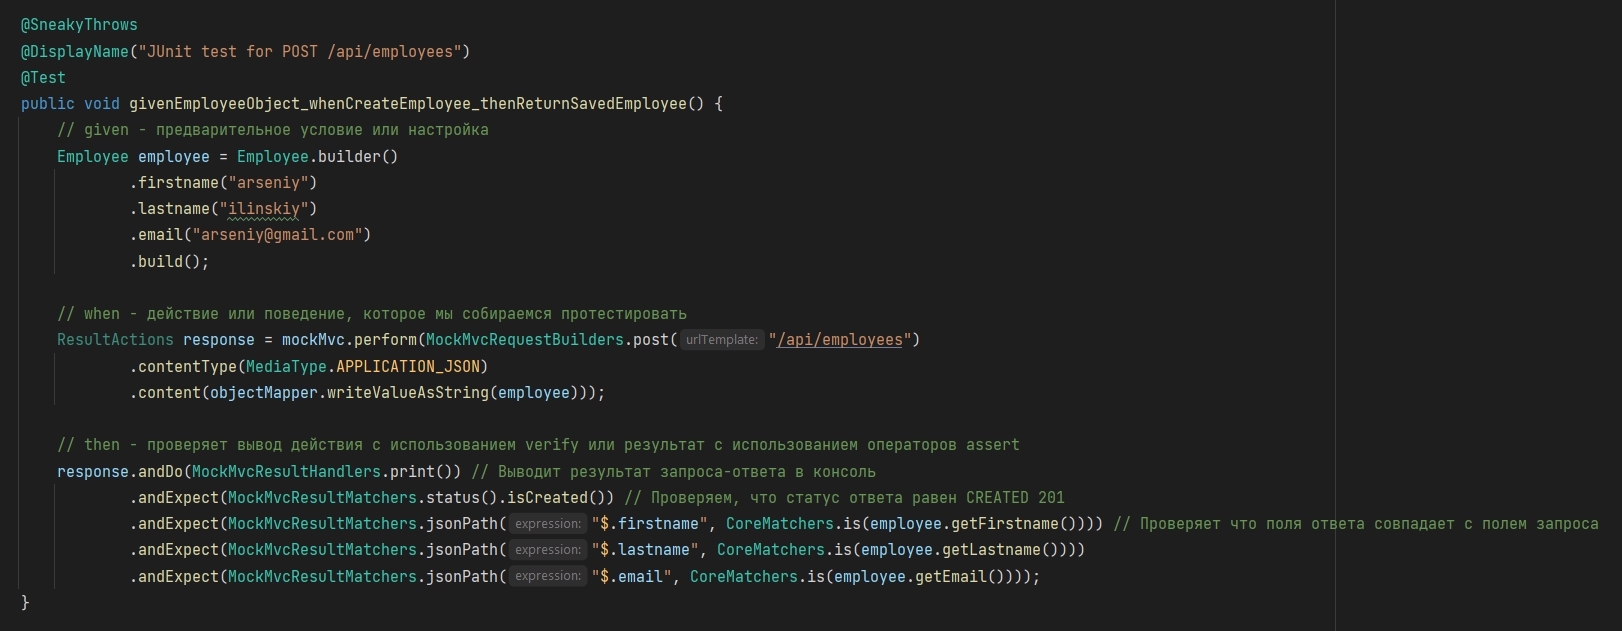 @SneakyThrows
@DisplayName("JUnit test for POST /api/employees")
@Test
public void givenEmployeeObject_whenCreateEmployee_thenReturnSavedEmployee() {
// given - предварительное условие или настройка
Employee employee = Employee.builder()
.firstname("arseniy")
.lastname("ilinskiy")
.email("arseniy@gmail.com")
.build();
// when - действие или поведение, которое мы собираемся протестировать
ResultActions response = mockMvc.perform(MockMvcRequestBuilders.post( urlTemplate: "/api/employees")
.contentType(MediaType.APPLICATION_JSON)
.content(objectMapper.writeValueAsString(employee)));
// then - проверяет вывод действия с использованием verify или результат с использованием операторов assert
response.andDo(MockMvcResultHandlers.print()) // Выводит результат запроса-ответа в консоль
.andExpect(MockMvcResultMatchers.status().isCreated()) // Проверяем, что статус ответа равен CREATED 201
.andExpect(MockMvcResultMatchers.jsonPath( expression: "$.firstname", CoreMatchers.is(employee.getFirstname()))) // Проверяет что поля ответа совпадает с полем запроса
.andExpect(MockMvcResultMatchers.jsonPath( expression: "$.lastname", CoreMatchers.is(employee.getLastname())))
.andExpect(MockMvcResultMatchers.jsonPath( expression: "$.email", CoreMatchers.is(employee.getEmail())));
}